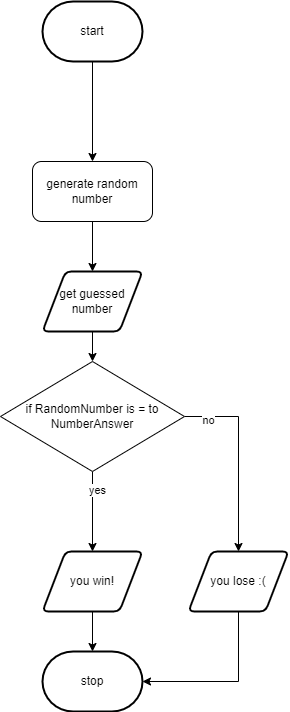 start
generate random
number
get guessed
number
if RandomNumber is = to
NumberAnswer
no
yes
you win!
you lose :(
stop